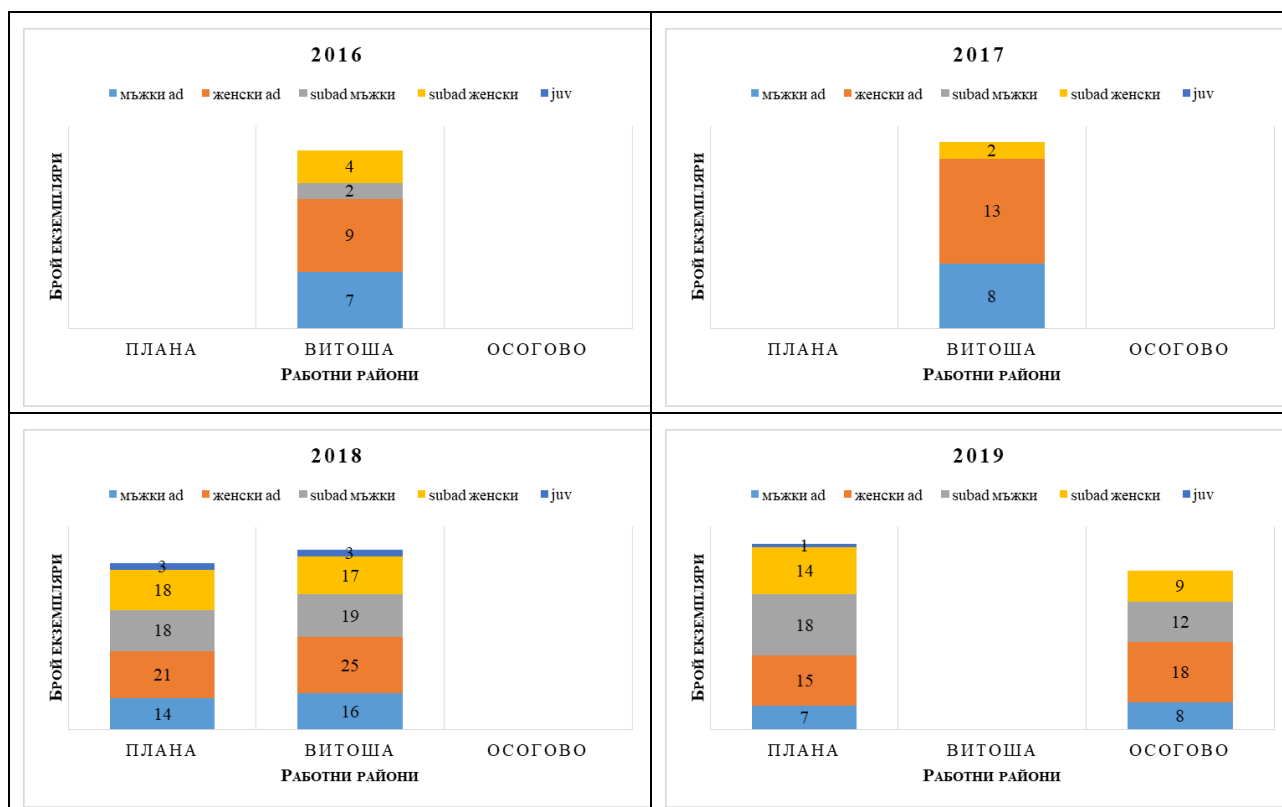 2016
мъжки ad женски ad subad мъжки subad женски juv
БРОЙ ЕКЗЕМПЛЯРИ
4
2
9
7
ПЛАНА ВИТОША ОСОГОВО
РАБОТНИ РАЙОНИ
2017
мъжки ad женски ad subad мъжки subad женски juv
БРОЙ ЕКЗЕМПЛЯРИ
2
13
8
ПЛАНА ВИТОША ОСОГОВО
РАБОТНИ РАЙОНИ
2018
мъжки ad женски ad subad мъжки subad женски juv
БРОЙ ЕКЗЕМПЛЯРИ
3 3
18 17
18 19
21 25
14 16
ПЛАНА ВИТОША ОСОГОВО
РАБОТНИ РАЙОНИ
2019
мъжки ad женски ad subad мъжки subad женски juv
БРОЙ ЕКЗЕМПЛЯРИ
1
14 9
18 12
15 18
7 8
ПЛАНА ВИТОША ОСОГОВО
РАБОТНИ РАЙОНИ